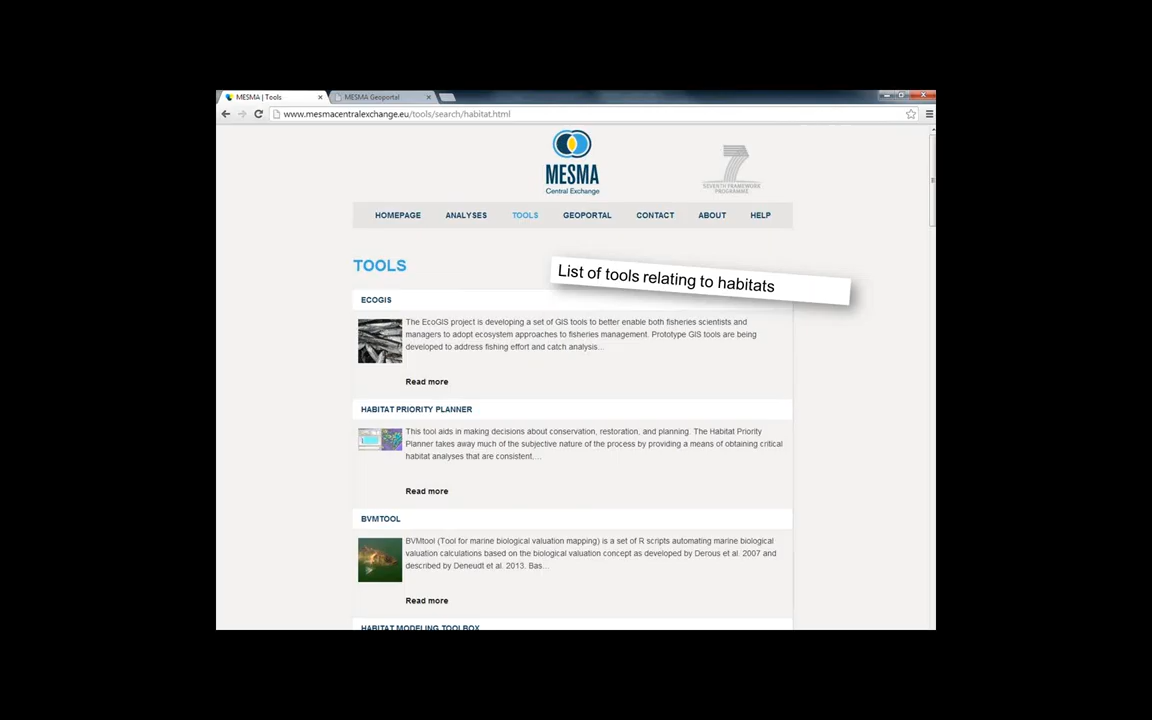 MESMA | Tools
MESMA Geoportal
www.mesmacentralexchange.eu/tools/search/habitat.html
MESMA
Central Exchange
7
SEVENTH FRAMEWORK
PROGRAMME
HOMEPAGE ANALYSES TOOLS GEOPORTAL CONTACT ABOUT HELP
TOOLS
List of tools relating to habitats
ECOGIS
The EcoGIS project is developing a set of GIS tools to better enable both fisheries scientists and
managers to adopt ecosystem approaches to fisheries management. Prototype GIS tools are being
developed to address fishing effort and catch analysis...
Read more
HABITAT PRIORITY PLANNER
This tool aids in making decisions about conservation, restoration, and planning. The Habitat Priority
Planner takes away much of the subjective nature of the process by providing a means of obtaining critical
habitat analyses that are consistent....
Read more
BVMTOOL
BVMtool (Tool for marine biological valuation mapping) is a set of R scripts automating marine biological
valuation calculations based on the biological valuation concept as developed by Derous et al. 2007 and
described by Deneudt et al. 2013. Bas...
Read more
HABITAT MODELING TOOLBOX